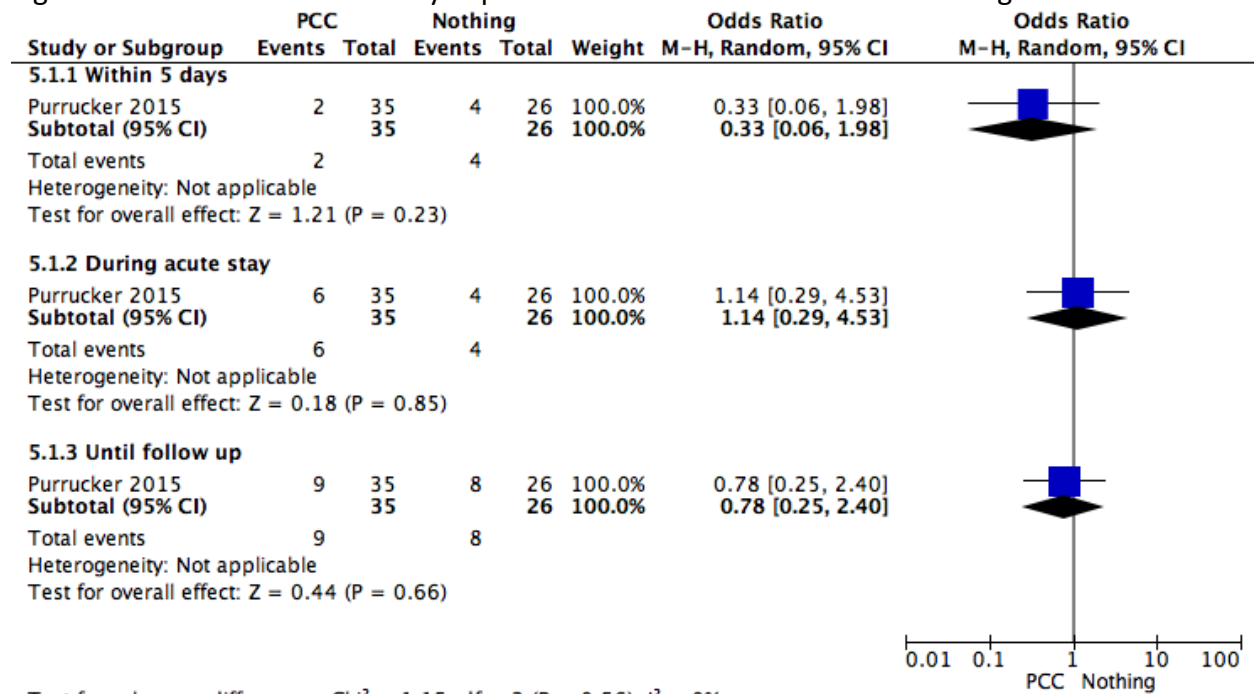 PCC Nothing Odds Ratio Odds Ratio
Study or Subgroup Events Total Events Total Weight M-H, Random, 95% CI M-H, Random, 95% CI
5.1.1 Within 5 days
Purrucker 2015 2 35 4 26 100.0% 0.33 [0.06, 1.98]
Subtotal (95% CI) 35 26 100.0% 0.33 [0.06, 1.98]
Total events 2 4
Heterogeneity: Not applicable
Test for overall effect: Z = 1.21 (P = 0.23)
5.1.2 During acute stay
Purrucker 2015 6 35 4 26 100.0% 1.14 [0.29, 4.53]
Subtotal (95% CI) 35 26 100.0% 1.14 [0.29, 4.53]
Total events 6 4
Heterogeneity: Not applicable
Test for overall effect: Z = 0.18 (P = 0.85)
5.1.3 Until follow up
Purrucker 2015 9 35 8 26 100.0% 0.78 [0.25, 2.40]
Subtotal (95% CI) 35 26 100.0% 0.78 [0.25, 2.40]
Total events 9 8
Heterogeneity: Not applicable
Test for overall effect: Z = 0.44 (P = 0.66)
0.01 0.1 1 10 100
PCC Nothing